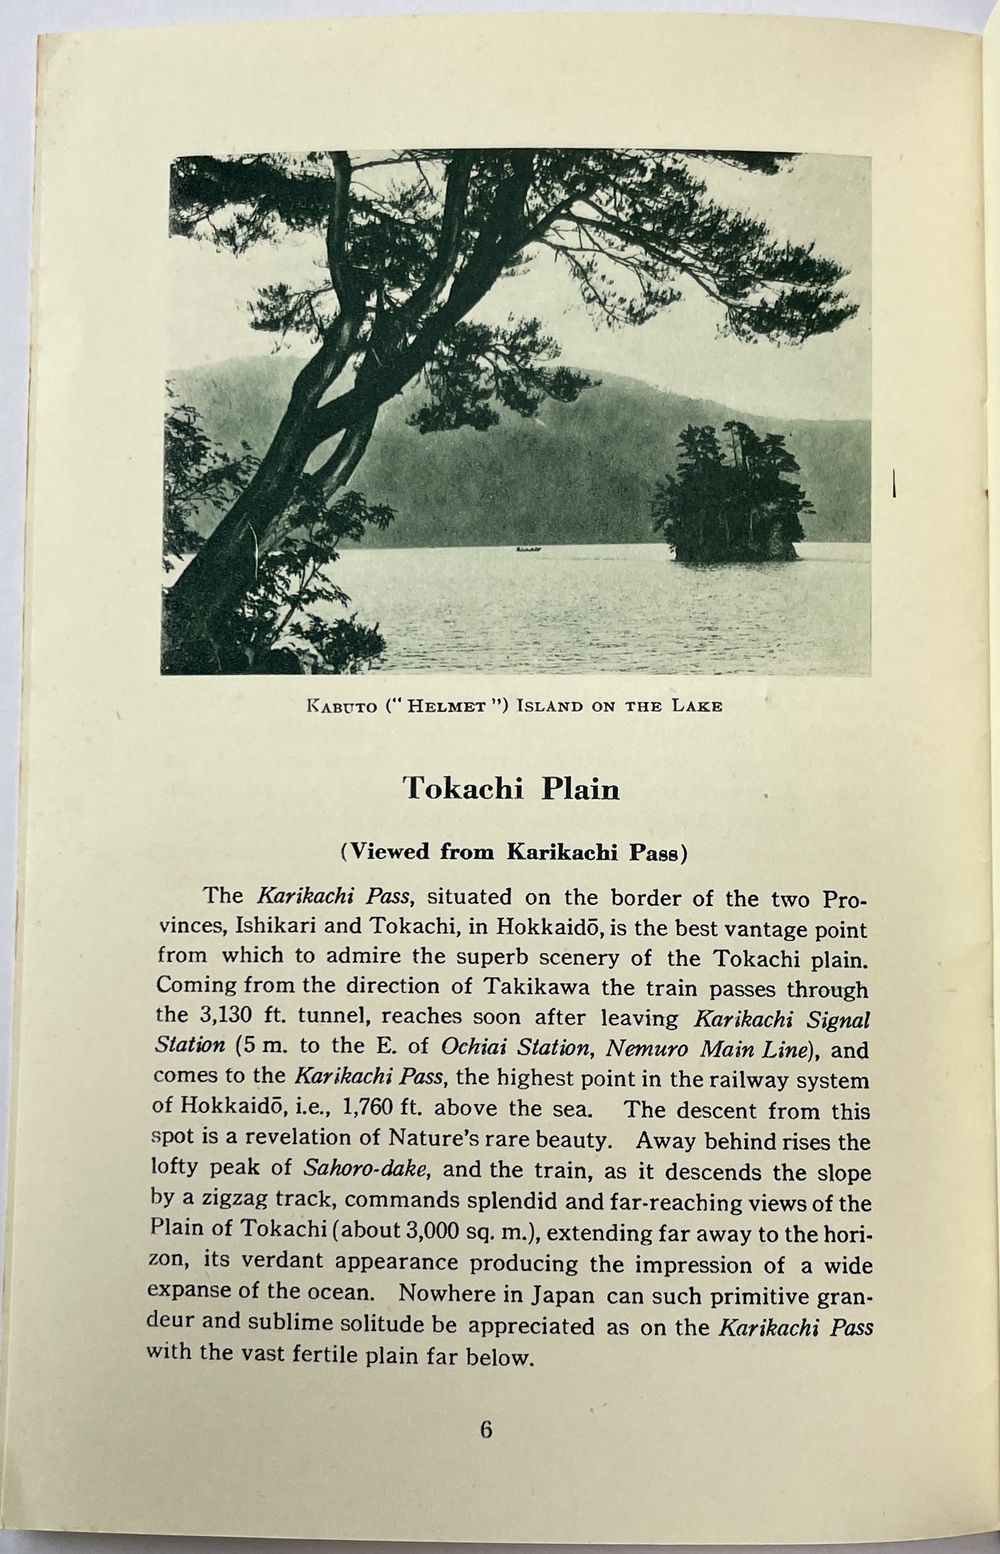 KABUTO (“HELMET”) ISLAND ON THE LAKE
Tokachi Plain
(Viewed from Karikachi Pass)
The Karikachi Pass, situated on the border of the two Pro-
vinces, Ishikari and Tokachi, in Hokkaidō, is the best vantage point
from which to admire the superb scenery of the Tokachi plain.
Coming from the direction of Takikawa the train passes through
the 3,130 ft. tunnel, reaches soon after leaving Karikachi Signal
Station (5 m. to the E. of Ochiai Station, Nemuro Main Line), and
comes to the Karikachi Pass, the highest point in the railway system
of Hokkaidō, i.e., 1,760 ft. above the sea. The descent from this
spot is a revelation of Nature's rare beauty. Away behind rises the
lofty peak of Sahoro-dake, and the train, as it descends the slope
by a zigzag track, commands splendid and far-reaching views of the
Plain of Tokachi (about 3,000 sq. m.), extending far away to the hori-
zon, its verdant appearance producing the impression of a wide
expanse of the ocean. Nowhere in Japan can such primitive gran-
deur and sublime solitude be appreciated as on the Karikachi Pass
with the vast fertile plain far below.
6